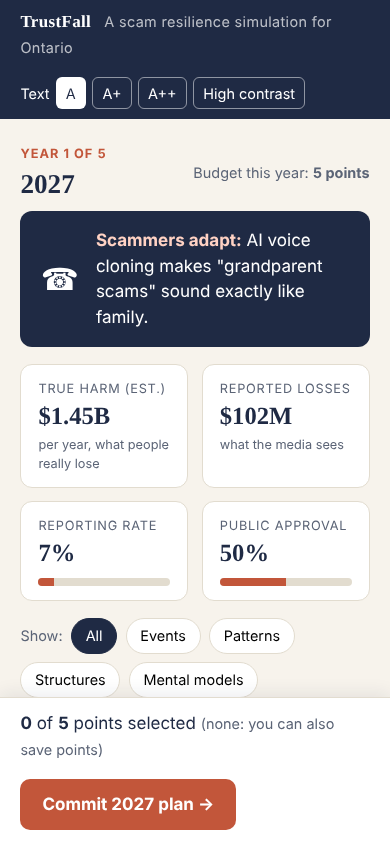 TrustFall A scam resilience simulation for
Ontario
Text A A+ A++ High contrast
YEAR 1 OF 5
2027
Budget this year: 5 points
Scammers adapt: AI voice
cloning makes "grandparent
scams" sound exactly like
family.
TRUE HARM (EST.)
$1.45B
per year, what people
really lose
REPORTED LOSSES
$102M
what the media sees
REPORTING RATE
7%
PUBLIC APPROVAL
50%
Show: All Events Patterns
Structures Mental models
0 of 5 points selected (none: you can also
save points)
Commit 2027 plan →